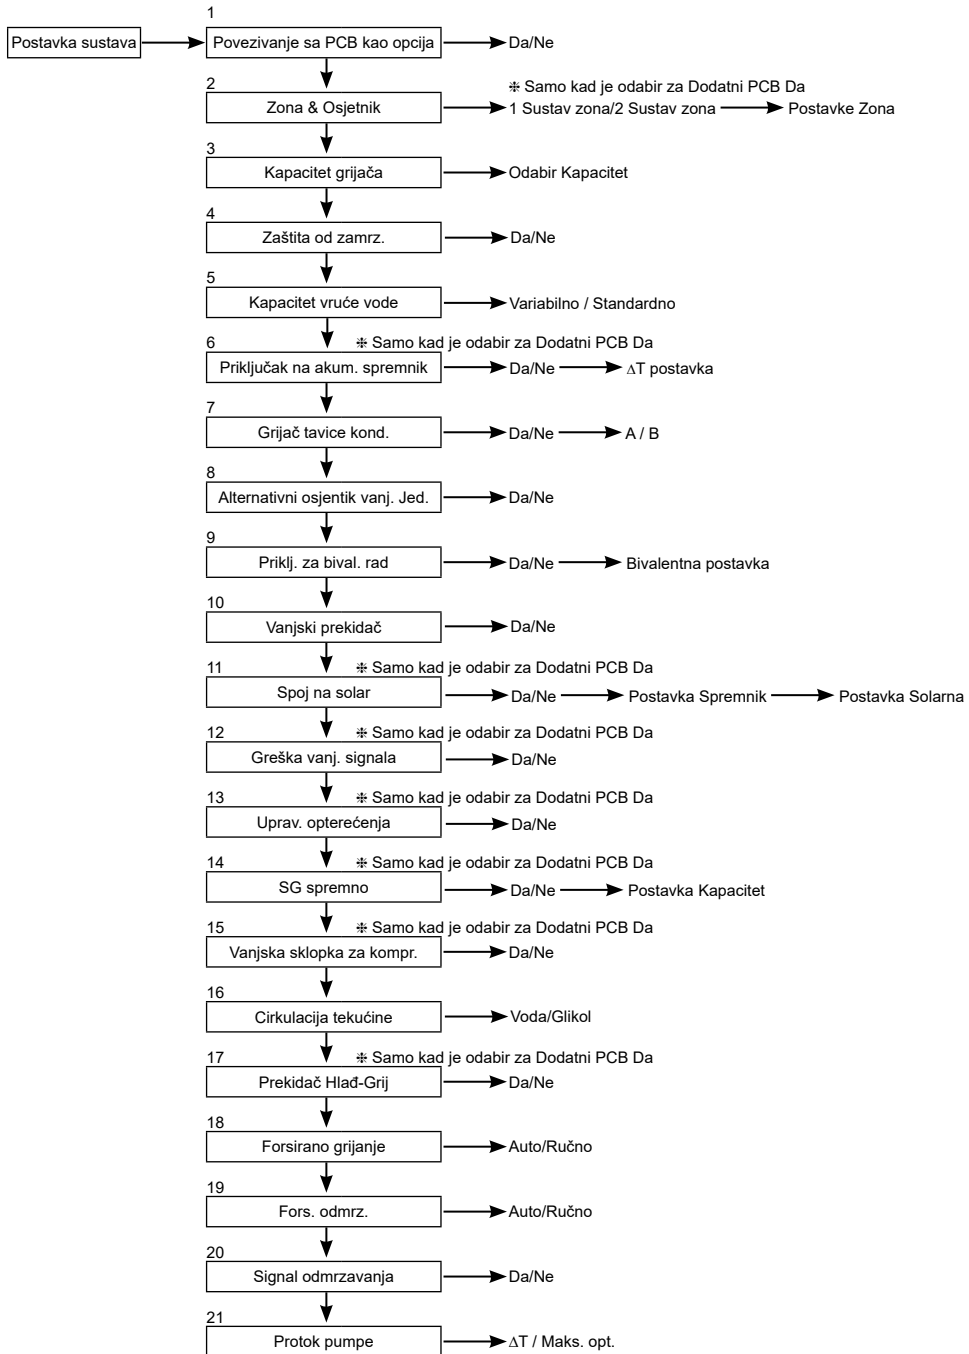 1
Postavka sustava
Povezivanje sa PCB kao opcija
Da/Ne
2
⁜ Samo kad je odabir za Dodatni PCB Da
Zona & Osjetnik
1 Sustav zona/2 Sustav zona
Postavke Zona
3
Kapacitet grijača
Odabir Kapacitet
4
Zaštita od zamrz.
Da/Ne
5
Kapacitet vruće vode
Variabilno / Standardno
6
⁜ Samo kad je odabir za Dodatni PCB Da
Priključak na akum. spremnik
Da/Ne
∆T postavka
7
Grijač tavice kond.
Da/Ne
A / B
8
Alternativni osjentik vanj. Jed.
Da/Ne
9
Priklj. za bival. rad
Da/Ne
Bivalentna postavka
10
Vanjski prekidač
Da/Ne
11
⁜ Samo kad je odabir za Dodatni PCB Da
Spoj na solar
Da/Ne
Postavka Spremnik
Postavka Solarna
12
⁜ Samo kad je odabir za Dodatni PCB Da
Greška vanj. signala
Da/Ne
13
⁜ Samo kad je odabir za Dodatni PCB Da
Uprav. opterećenja
Da/Ne
14
⁜ Samo kad je odabir za Dodatni PCB Da
SG spremno
Da/Ne
Postavka Kapacitet
15
⁜ Samo kad je odabir za Dodatni PCB Da
Vanjska sklopka za kompr.
Da/Ne
16
Cirkulacija tekućine
Voda/Glikol
17
⁜ Samo kad je odabir za Dodatni PCB Da
Prekidač Hlađ-Grij
Da/Ne
18
Forsirano grijanje
Auto/Ručno
19
Fors. odmrz.
Auto/Ručno
20
Signal odmrzavanja
Da/Ne
21
Protok pumpe
∆T / Maks. opt.